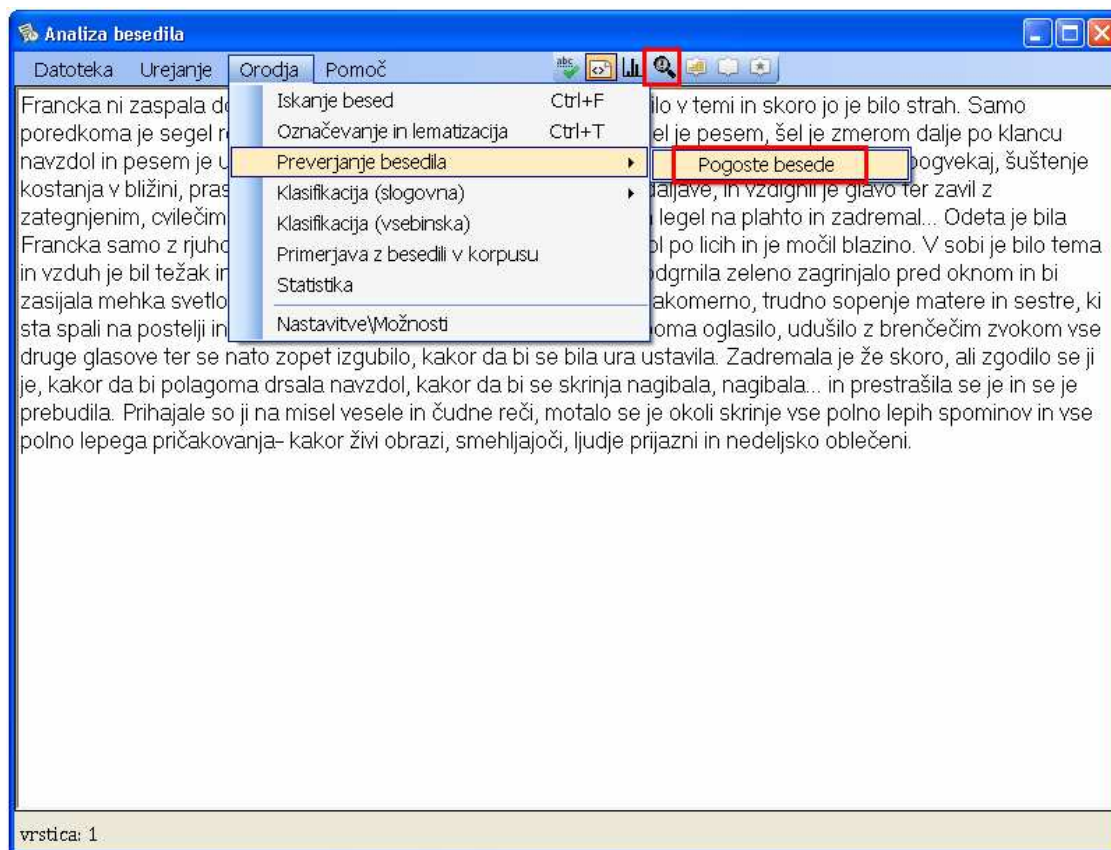 Analiza besedila
Datoteka Urejanje Orodja Pomoč
abc
Iskanje besed Ctrl+F
Označevanje in lematizacija Ctrl+T
Preverjanje besedila
Pogoste besede
Klasifikacija (slogovna)
Klasifikacija (vsebinska)
Primerjava z besedili v korpusu
Statistika
Nastavitve\Možnosti
Francka ni zaspala ilo v temi in skoro jo je bilo strah. Samo
poredkoma je segel el je pesem, šel je zmerom dalje po klancu
navzdol in pesem je pogvekaj, šuštenje
kostanja v bližini, daljave, in vzdignil je glavo ter zavil z
zategnjenim, cvilečim legel na plahto in zadremal... Odeta je bila
Francka samo z ol po licih in je močil blazino. V sobi je bilo tema
in vzduh je bil težak odgrnila zeleno zagrinjalo pred oknom in bi
zasijala mehka akomerno, trudno sopenje matere in sestre, ki
sta spali na postelji in oma oglasilo, udušilo z brenčečim zvokom vse
druge glasove ter se nato zopet izgubilo, kakor da bi se bila ura ustavila. Zadremala je že skoro, ali zgodilo se ji
je, kakor da bi polagoma drsala navzdol, kakor da bi se skrinja nagibala, nagibala... in prestrašila se je in se je
prebudila. Prihajale so ji na misel vesele in čudne reči, motalo se je okoli skrinje vse polno lepih spominov in vse
polno lepega pričakovanja- kakor živi obrazi, smehljajoči, ljudje prijazni in nedeljsko oblečeni.
vrstica: 1